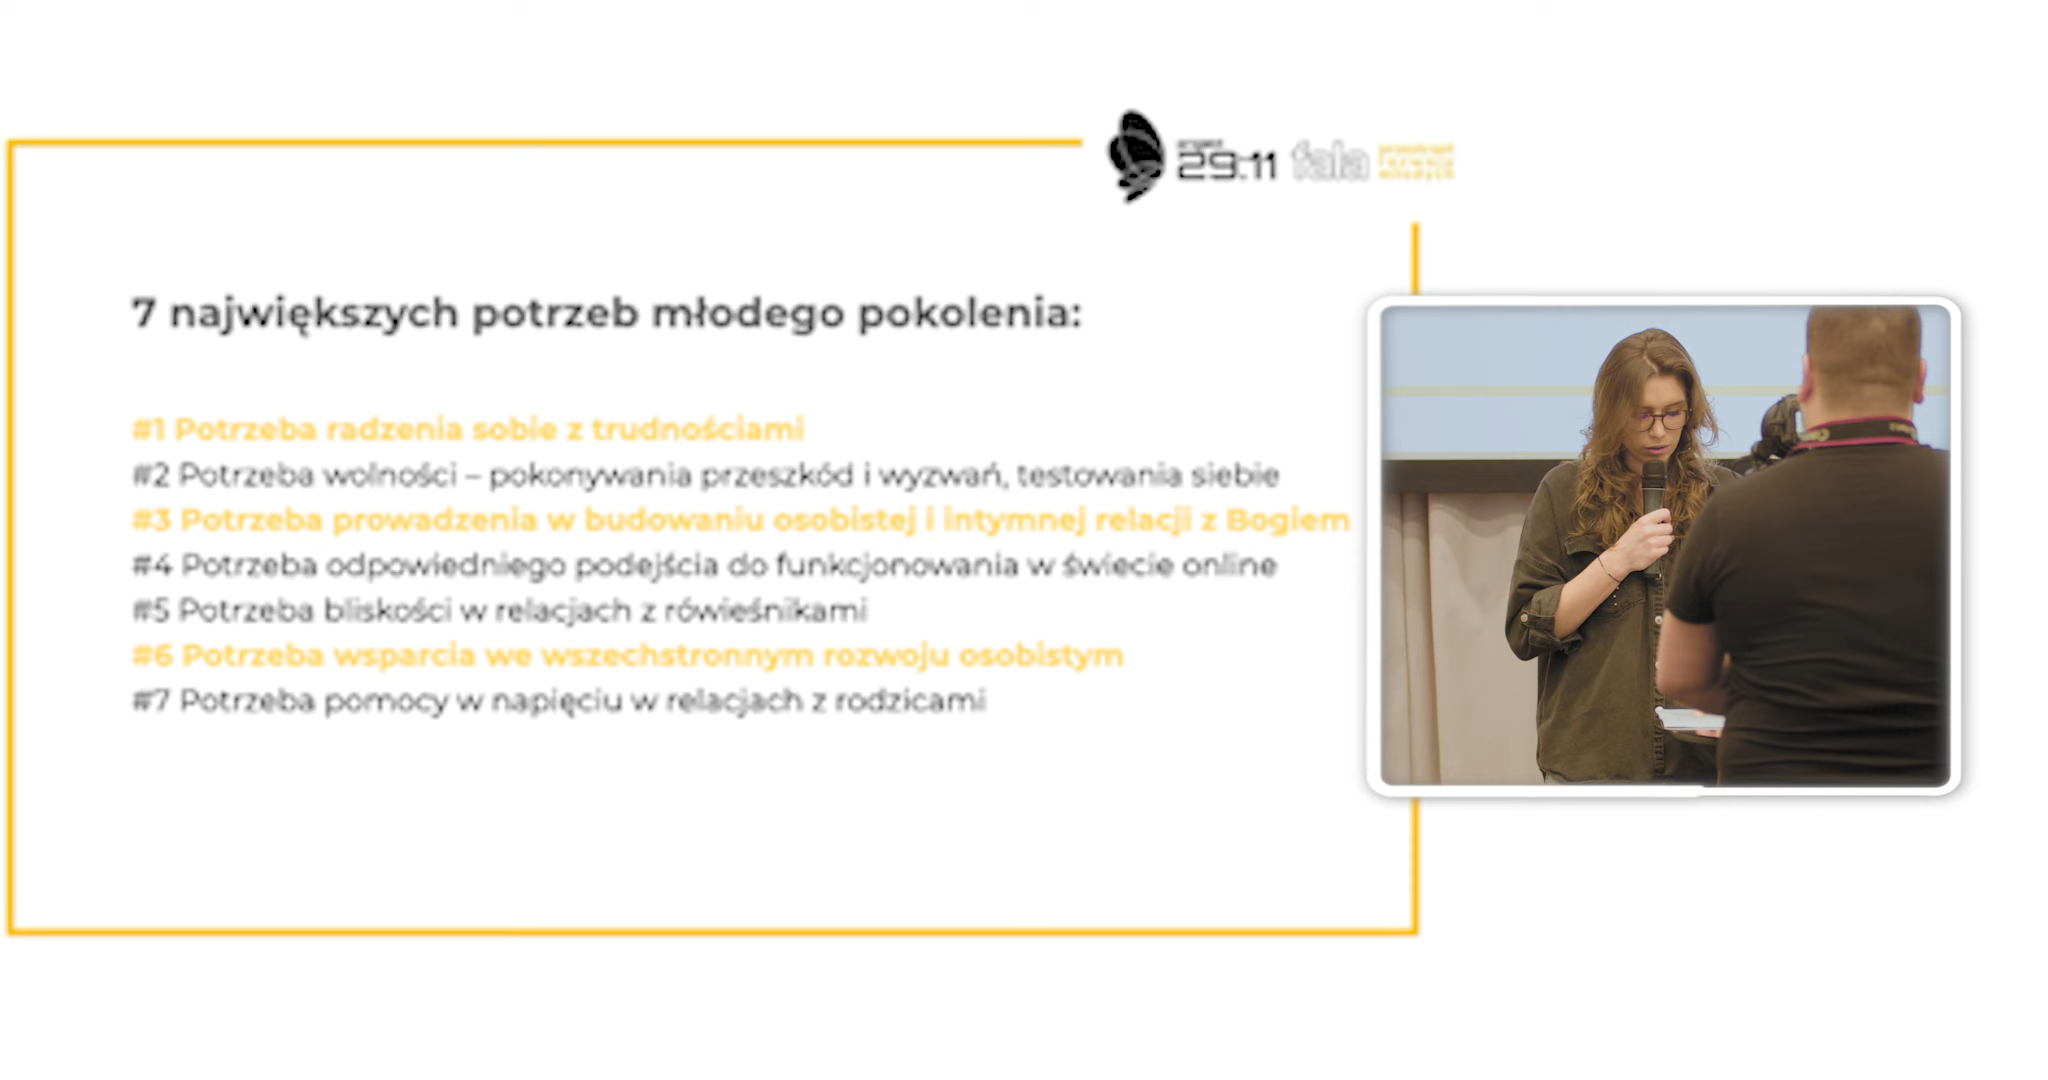 projekt
29:11 fala
7 największych potrzeb młodego pokolenia:
#1 Potrzeba radzenia sobie z trudnościami
#2 Potrzeba wolności – pokonywania przeszkód i wyzwań, testowania siebie
#3 Potrzeba prowadzenia w budowaniu osobistej i intymnej relacji z Bogiem
#4 Potrzeba odpowiedniego podejścia do funkcjonowania w świecie online
#5 Potrzeba bliskości w relacjach z rówieśnikami
#6 Potrzeba wsparcia we wszechstronnym rozwoju osobistym
#7 Potrzeba pomocy w napięciu w relacjach z rodzicami